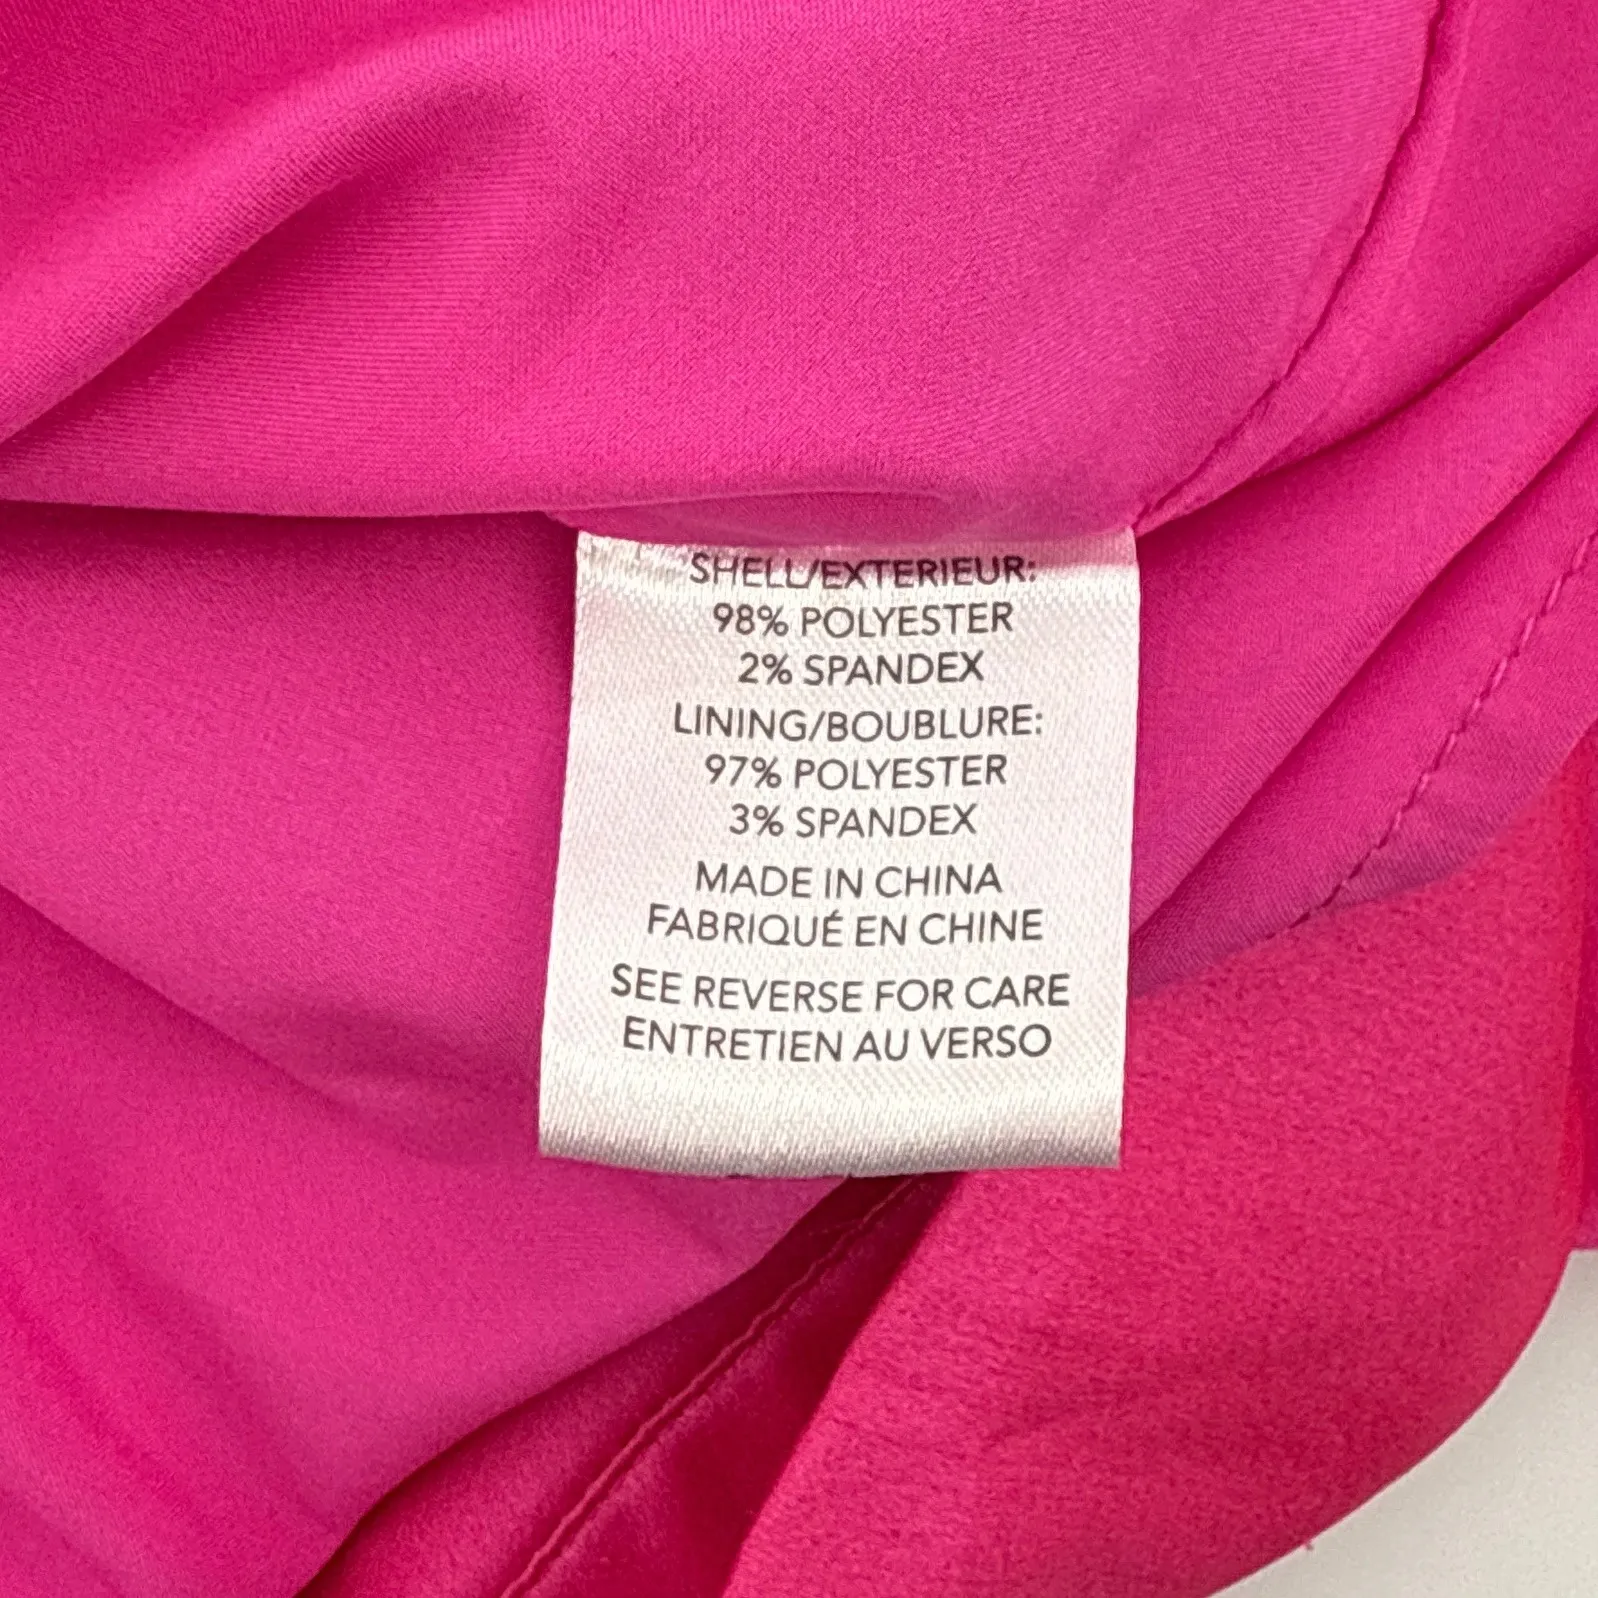 SHELL/EXTERIEUR:
98% POLYESTER
2% SPANDEX
LINING/BOUBLURE:
97% POLYESTER
3% SPANDEX
MADE IN CHINA
FABRIQUÉ EN CHINE
SEE REVERSE FOR CARE
ENTRETIEN AU VERSO